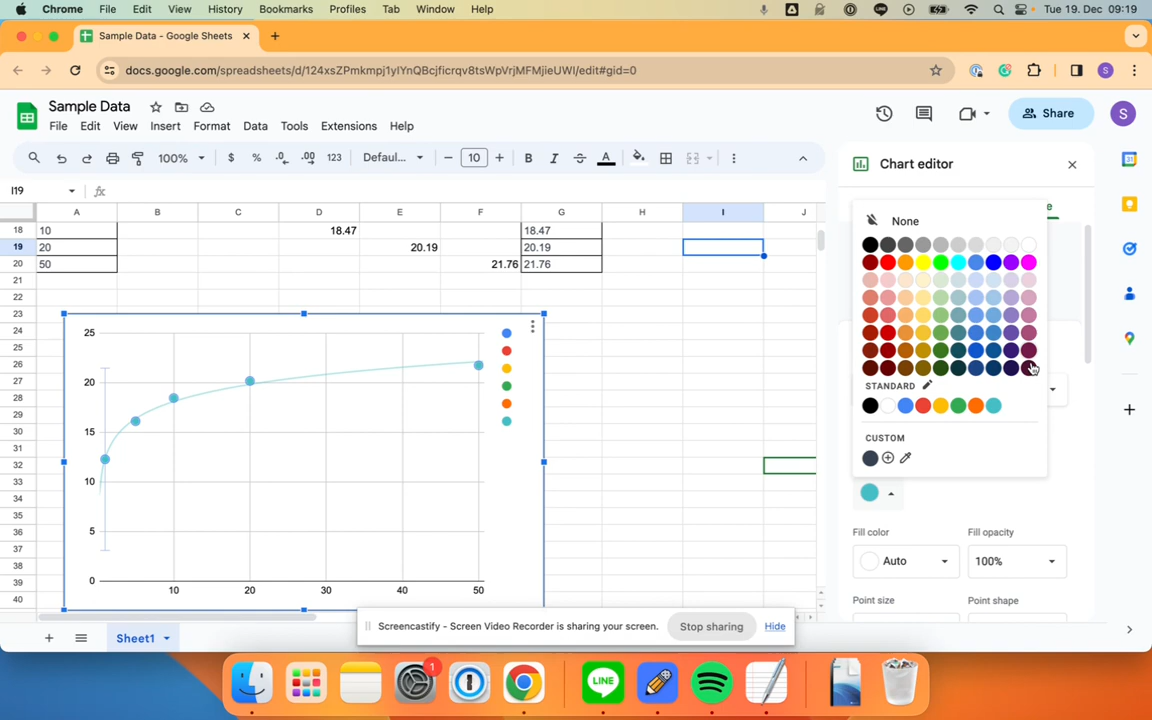 Chrome File Edit View History Bookmarks Profiles Tab Window Help Tue 19. Dec 09:19
Sample Data - Google Sheets
docs.google.com/spreadsheets/d/124xsZPmkmpj1yIYnQBcjficrqv8tsWpVrjMFMjieUWI/edit#gid=0 S
Sample Data
File Edit View Insert Format Data Tools Extensions Help
Share S
100% $ % .0 .00 123 Defaul... 10 B I A
Chart editor
I19 fx
A B C D E F G H I J
18 10 18.47 18.47
19 20 20.19 20.19
20 50 21.76 21.76
21
22
23
24
25
26
27
28
29
30
31
32
33
34
35
36
37
38
39
40
25
20
15
10
5
0
10 20 30 40 50
None
STANDARD
CUSTOM
Fill color Fill opacity
Auto 100%
Point size Point shape
Screencastify - Screen Video Recorder is sharing your screen. Stop sharing Hide
Sheet1
1
LINE
31